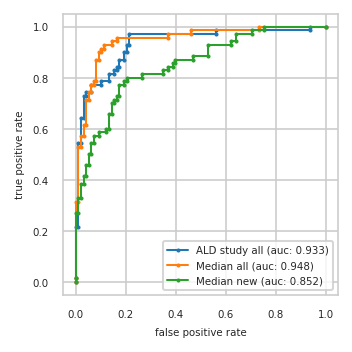 1.0
0.8
0.6
0.4
0.2
0.0
true positive rate
ALD study all (auc: 0.933)
Median all (auc: 0.948)
Median new (auc: 0.852)
0.0 0.2 0.4 0.6 0.8 1.0
false positive rate